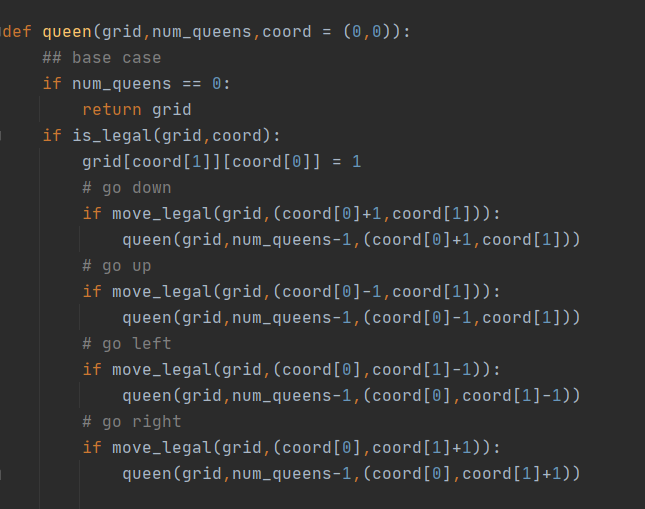 def queen(grid,num_queens,coord = (0,0)):
    ## base case
    if num_queens == 0:
        return grid
    if is_legal(grid,coord):
        grid[coord[1]][coord[0]] = 1
        # go down
        if move_legal(grid,(coord[0]+1,coord[1])):
            queen(grid,num_queens-1,(coord[0]+1,coord[1]))
        # go up
        if move_legal(grid,(coord[0]-1,coord[1])):
            queen(grid,num_queens-1,(coord[0]-1,coord[1]))
        # go left
        if move_legal(grid,(coord[0],coord[1]-1)):
            queen(grid,num_queens-1,(coord[0],coord[1]-1))
        # go right
        if move_legal(grid,(coord[0],coord[1]+1)):
            queen(grid,num_queens-1,(coord[0],coord[1]+1))